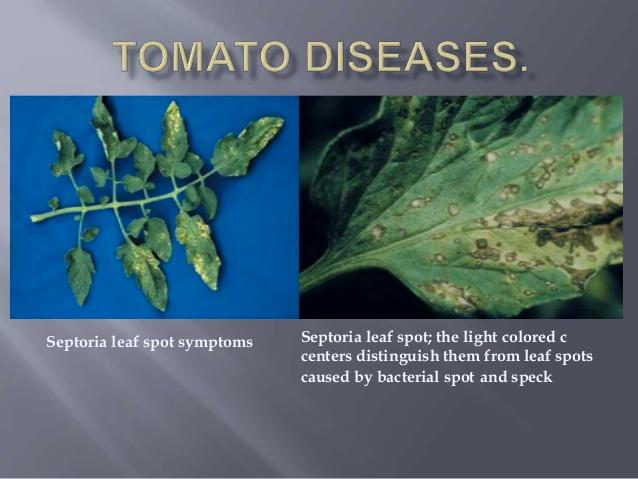 TOMATO DISEASES.
Septoria leaf spot symptoms
Septoria leaf spot; the light colored c
centers distinguish them from leaf spots
caused by bacterial spot and speck